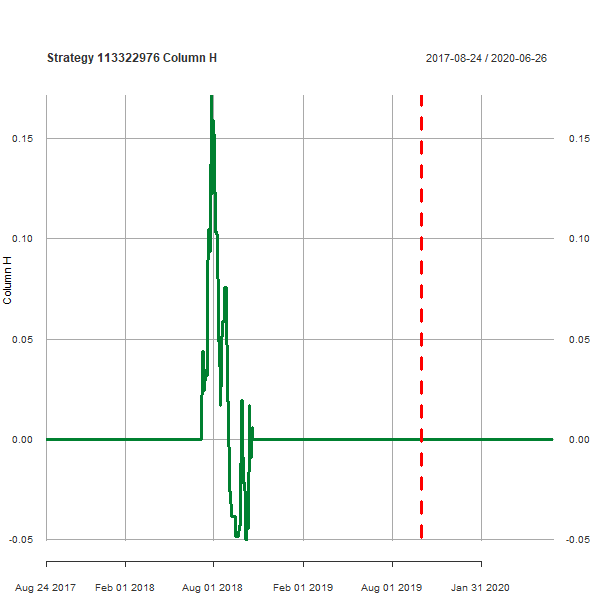 Strategy 113322976 Column H 2017-08-24 / 2020-06-26
0.15 0.15
0.10 0.10
Column H
0.05 0.05
0.00 0.00
-0.05 -0.05
Aug 24 2017 Feb 01 2018 Aug 01 2018 Feb 01 2019 Aug 01 2019 Jan 31 2020